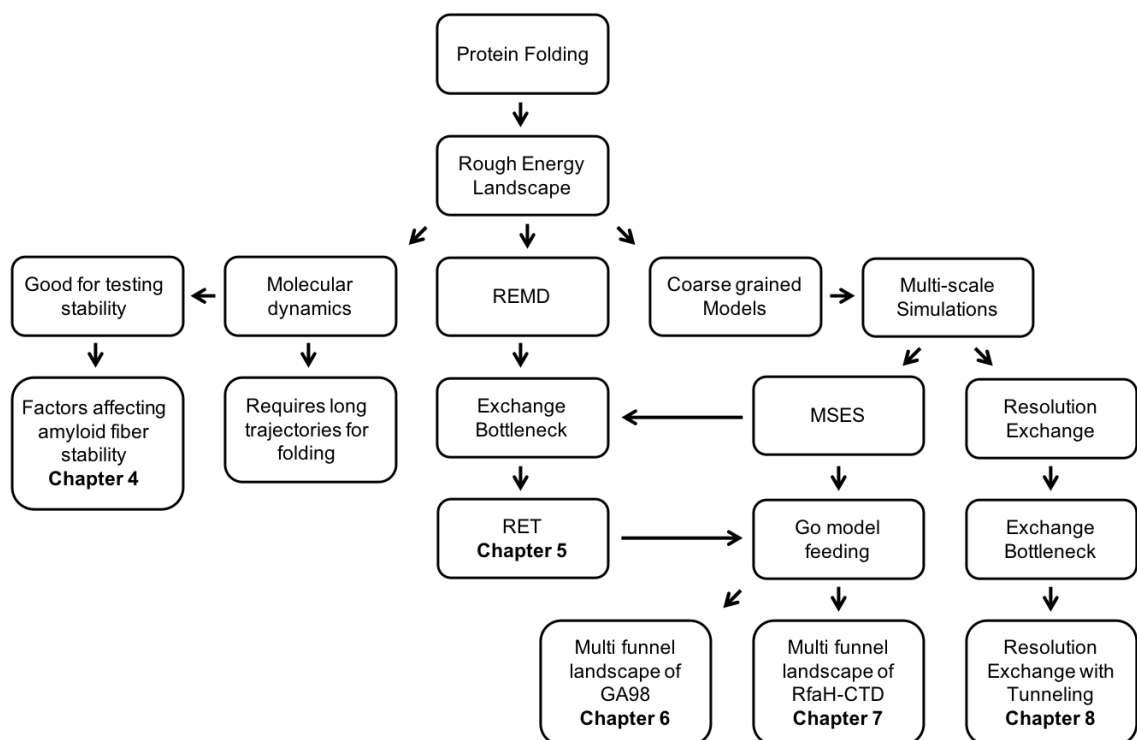 Protein Folding
Rough Energy
Landscape
Good for testing
stability
Molecular
dynamics
REMD
Coarse grained
Models
Multi-scale
Simulations
Factors affecting
amyloid fiber
stability
Chapter 4
Requires long
trajectories for
folding
Exchange
Bottleneck
MSES
Resolution
Exchange
RET
Chapter 5
Go model
feeding
Exchange
Bottleneck
Multi funnel
landscape of
GA98
Chapter 6
Multi funnel
landscape of
RfaH-CTD
Chapter 7
Resolution
Exchange with
Tunneling
Chapter 8